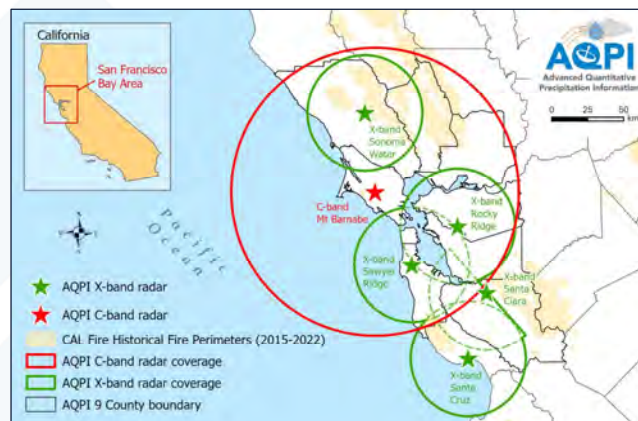 California
San Francisco
Bay Area
AQPI
Advanced Quantitative
Precipitation Information
0 25 50
km
X-band
Sonoma
Water
C-band
Mt Barnabe
X-band
Rocky
Ridge
X-band
Sawyer
Ridge
X-band
Santa
Clara
X-band
Santa
Cruz
Pacific
Ocean
N
AQPI X-band radar
AQPI C-band radar
CAL Fire Historical Fire Perimeters (2015-2022)
AQPI C-band radar coverage
AQPI X-band radar coverage
AQPI 9 County boundary